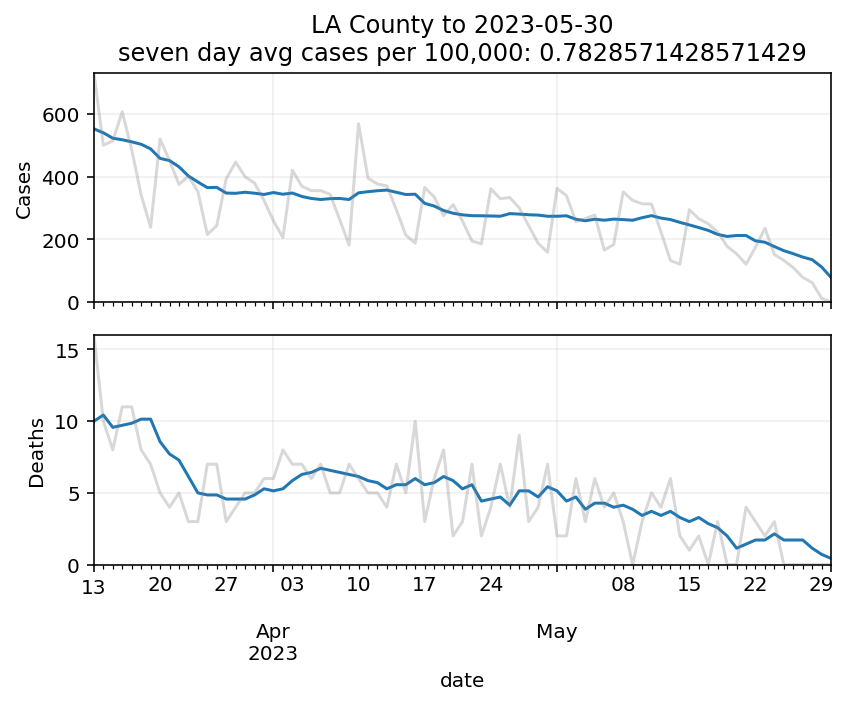 LA County to 2023-05-30
seven day avg cases per 100,000: 0.7828571428571429
600
400
200
0
Cases
15
10
5
0
Deaths
13 20 27 03 10 17 24 08 15 22 29
Apr May
2023
date